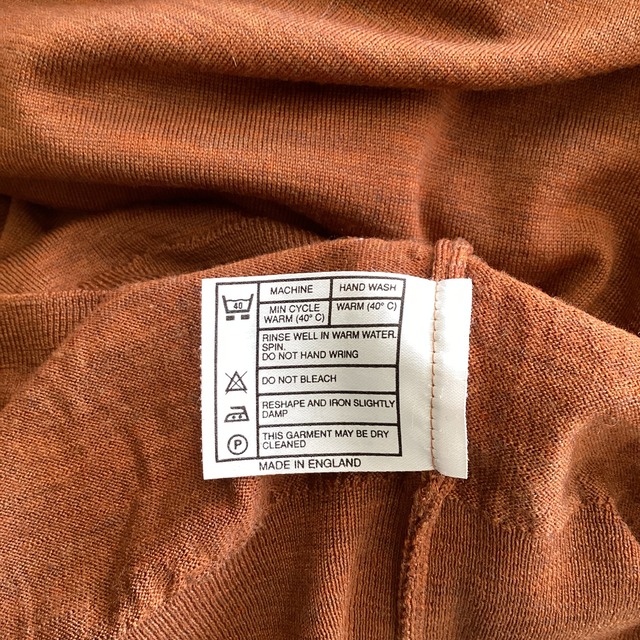 40
MACHINE HAND WASH
MIN CYCLE
WARM (40° C)
WARM (40° C)
RINSE WELL IN WARM WATER.
SPIN.
DO NOT HAND WRING
DO NOT BLEACH
RESHAPE AND IRON SLIGHTLY
DAMP
P
THIS GARMENT MAY BE DRY
CLEANED
MADE IN ENGLAND